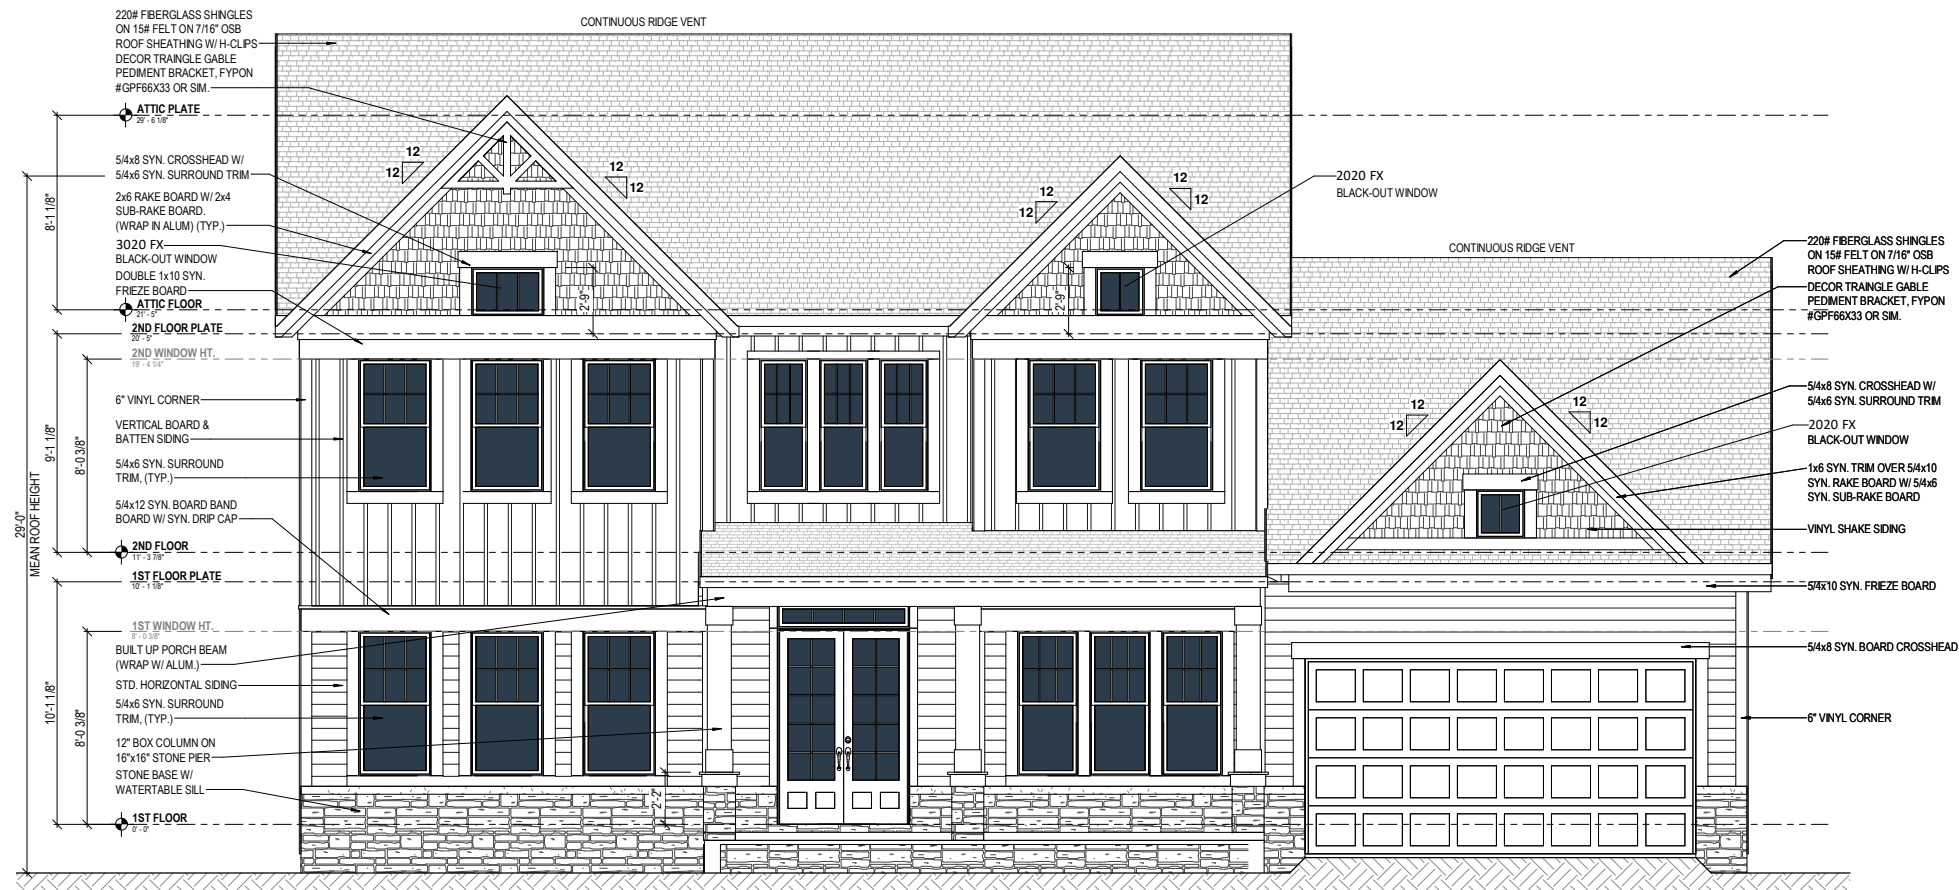 220# FIBERGLASS SHINGLES
ON 15# FELT ON 7/16" OSB
ROOF SHEATHING W/ H-CLIPS
DECOR TRAINGLE GABLE
PEDIMENT BRACKET, FYPON
#GPF66X33 OR SIM.
CONTINUOUS RIDGE VENT
ATTIC PLATE
29' - 6 1/8"
5/4x8 SYN. CROSSHEAD W/
5/4x6 SYN. SURROUND TRIM
2x6 RAKE BOARD W/ 2x4
SUB-RAKE BOARD.
(WRAP IN ALUM) (TYP.)
3020 FX
BLACK-OUT WINDOW
DOUBLE 1x10 SYN.
FRIEZE BOARD
ATTIC FLOOR
21' - 5"
2ND FLOOR PLATE
20' - 5"
2ND WINDOW HT.
19' - 4 1/4"
6" VINYL CORNER
VERTICAL BOARD &
BATTEN SIDING
5/4x6 SYN. SURROUND
TRIM, (TYP.)
5/4x12 SYN. BOARD BAND
BOARD W/ SYN. DRIP CAP
2ND FLOOR
11' - 3 7/8"
1ST FLOOR PLATE
10' - 1 1/8"
1ST WINDOW HT.
8' - 0 3/8"
BUILT UP PORCH BEAM
(WRAP W/ ALUM.)
STD. HORIZONTAL SIDING
5/4x6 SYN. SURROUND
TRIM, (TYP.)
12" BOX COLUMN ON
16"x16" STONE PIER
STONE BASE W/
WATERTABLE SILL
1ST FLOOR
0' - 0"
29'-0"
MEAN ROOF HEIGHT
8'-1 1/8"
9'-1 1/8"
8'-0 3/8"
10'-1 1/8"
8'-0 3/8"
12
12
12
12
2'-9"
12
12
12
12
2'-9"
2'-2"
2020 FX
BLACK-OUT WINDOW
CONTINUOUS RIDGE VENT
12
12
12
12
220# FIBERGLASS SHINGLES
ON 15# FELT ON 7/16" OSB
ROOF SHEATHING W/ H-CLIPS
DECOR TRAINGLE GABLE
PEDIMENT BRACKET, FYPON
#GPF66X33 OR SIM.
5/4x8 SYN. CROSSHEAD W/
5/4x6 SYN. SURROUND TRIM
2020 FX
BLACK-OUT WINDOW
1x6 SYN. TRIM OVER 5/4x10
SYN. RAKE BOARD W/ 5/4x6
SYN. SUB-RAKE BOARD
VINYL SHAKE SIDING
5/4x10 SYN. FRIEZE BOARD
5/4x8 SYN. BOARD CROSSHEAD
6" VINYL CORNER